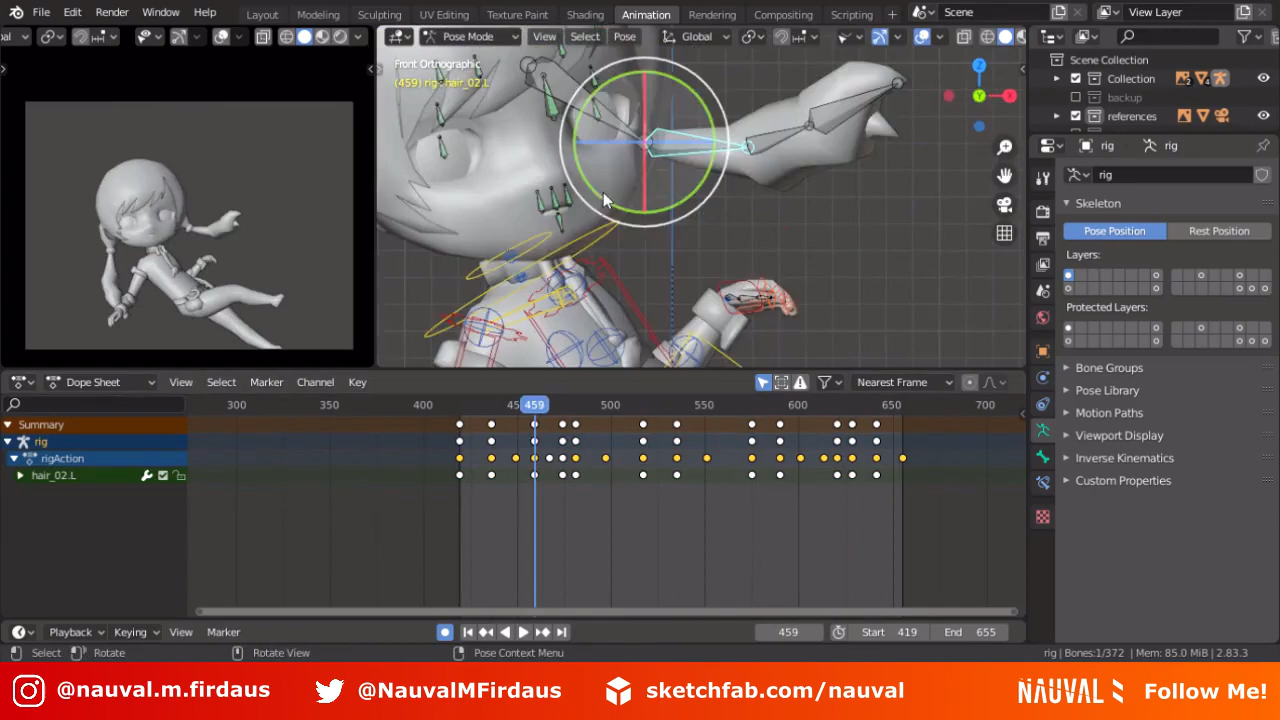 File Edit Render Window Help Layout Modeling Sculpting UV Editing Texture Paint Shading Animation Rendering Compositing Scripting + Scene View Layer
al Pose Mode View Select Pose Global
Front Orthographic
(459) rig : hair_02.L
Z
Y
X
Scene Collection
Collection
backup
references
rig rig
rig
Skeleton
Pose Position Rest Position
Layers:
Protected Layers:
Bone Groups
Pose Library
Motion Paths
Viewport Display
Inverse Kinematics
Custom Properties
Dope Sheet View Select Marker Channel Key Nearest Frame
300 350 400 45 459 500 550 600 650 700
Summary
rig
rigAction
hair_02.L
Playback Keying View Marker 459 Start 419 End 655
Select Rotate Rotate View Pose Context Menu rig | Bones:1/372 | Mem: 85.0 MiB | 2.83.3
@nauval.m.firdaus @NauvalMFirdaus sketchfab.com/nauval NAUVAL Follow Me!